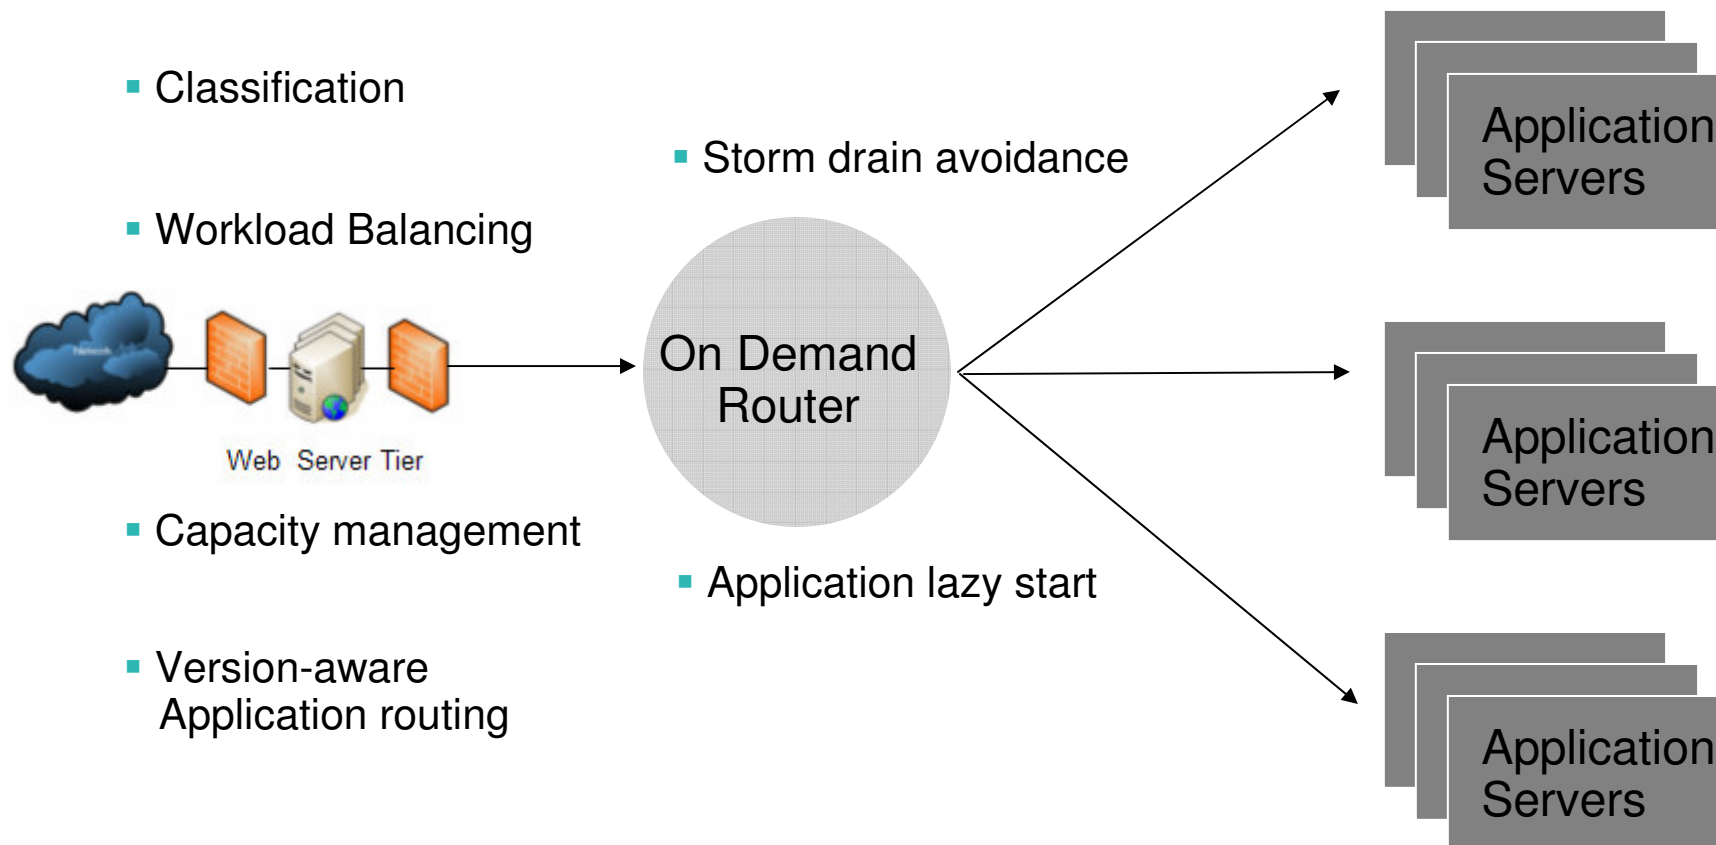 Classification
Storm drain avoidance
Workload Balancing
Network
Web Server Tier
On Demand
Router
Capacity management
Application lazy start
Version-aware
Application routing
Application
Servers
Application
Servers
Application
Servers